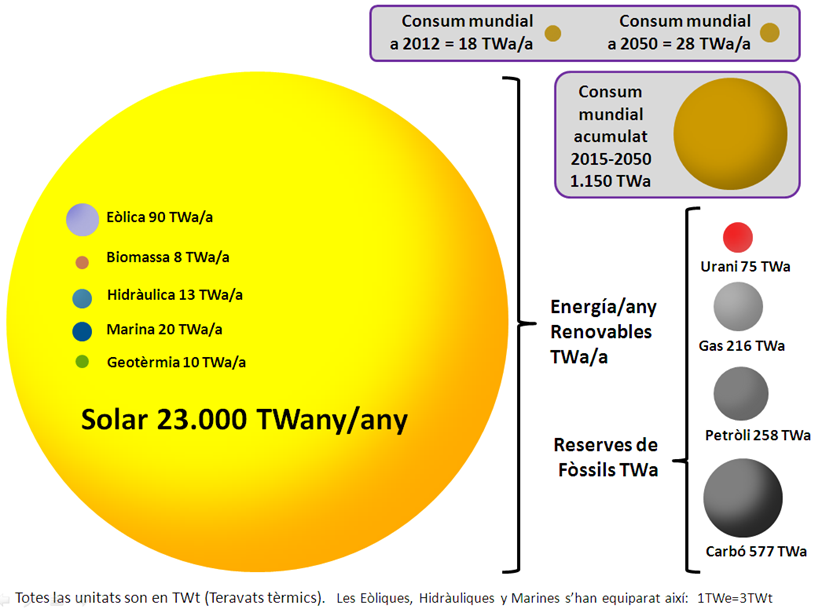 Consum mundial
a 2012 = 18 TWa/a
Consum mundial
a 2050 = 28 TWa/a
Consum
mundial
acumulat
2015-2050
1.150 TWa
Eòlica 90 TWa/a
Biomassa 8 TWa/a
Hidràulica 13 TWa/a
Marina 20 TWa/a
Geotèrmia 10 TWa/a
Solar 23.000 TWany/any
Energía/any
Renovables
TWa/a
Reserves de
Fòssils TWa
Urani 75 TWa
Gas 216 TWa
Petròli 258 TWa
Carbó 577 TWa
Totes las unitats son en TWt (Teravats tèrmics). Les Eòliques, Hidràuliques y Marines s’han equiparat així: 1TWe=3TWt